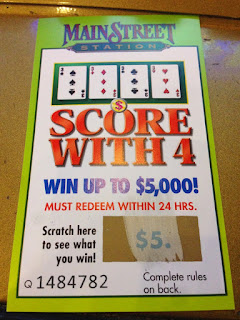 MAIN STREET
STATION
$
SCORE
WITH 4
WIN UP TO $5,000!
MUST REDEEM WITHIN 24 HRS.
Scratch here
to see what
you win!
$5.
Q 1484782
Complete rules
on back.